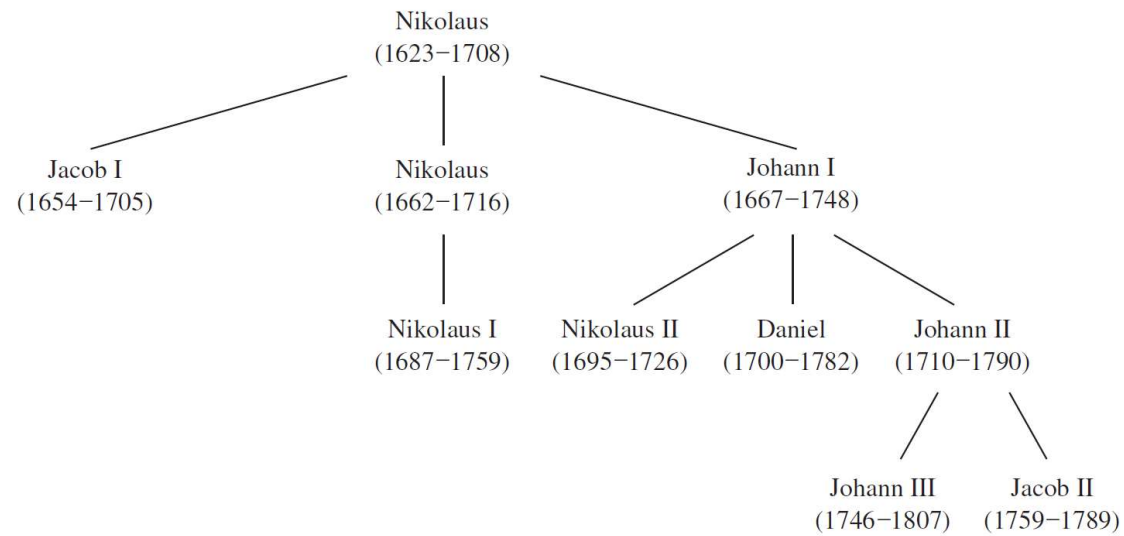 Nikolaus
(1623−1708)
Jacob I
(1654−1705)
Nikolaus
(1662−1716)
Johann I
(1667−1748)
Nikolaus I
(1687−1759)
Nikolaus II
(1695−1726)
Daniel
(1700−1782)
Johann II
(1710−1790)
Johann III
(1746−1807)
Jacob II
(1759−1789)